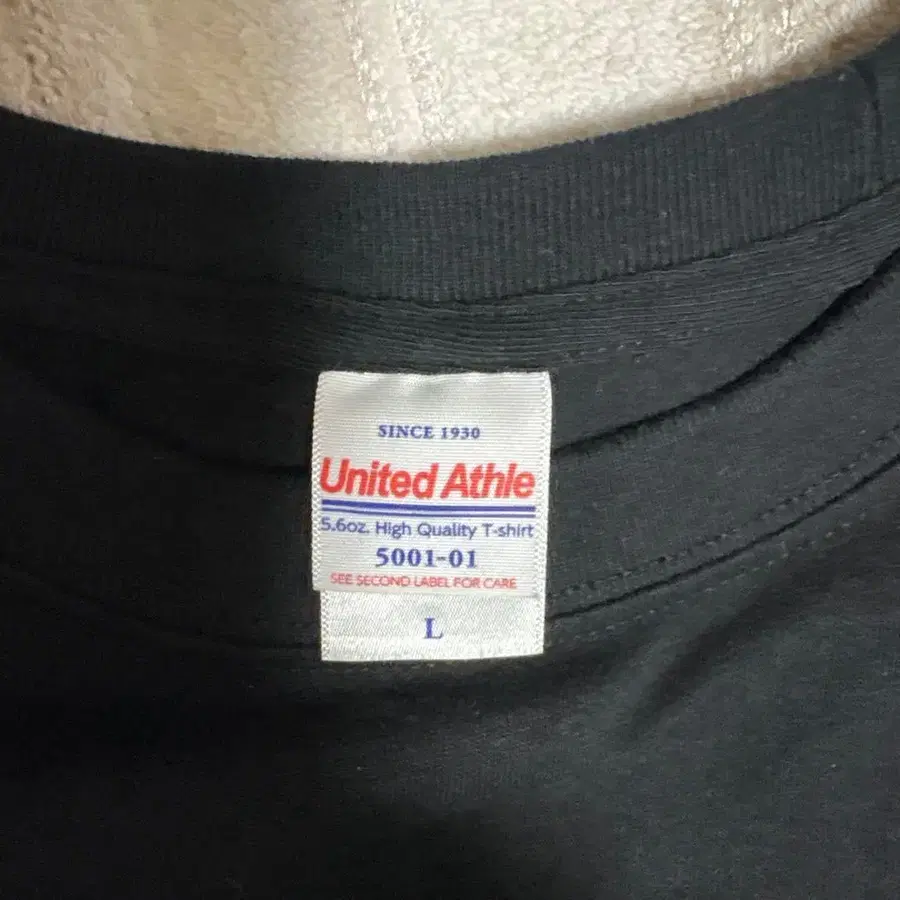 SINCE 1930
United Athle
5.6oz. High Quality T-shirt
5001-01
SEE SECOND LABEL FOR CARE
L